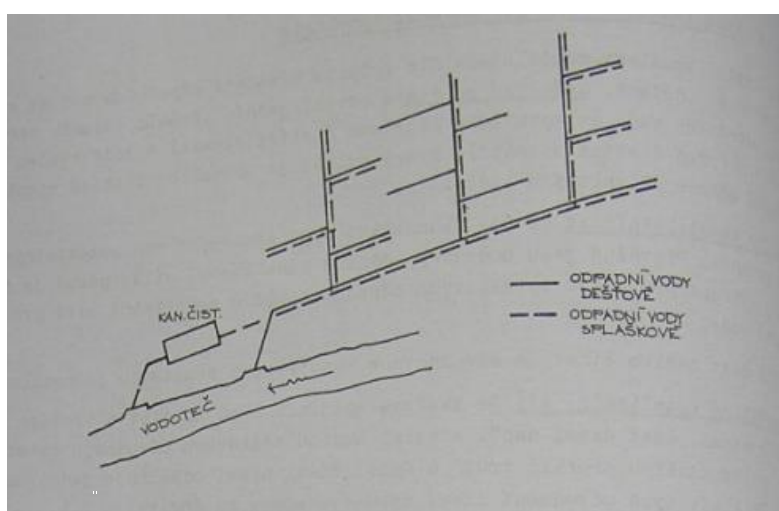 ODPADNÍ VODY
DEŠŤOVÉ
ODPADNÍ VODY
SPLAŠKOVÉ
KAN. ČIST.
VODOTEČ